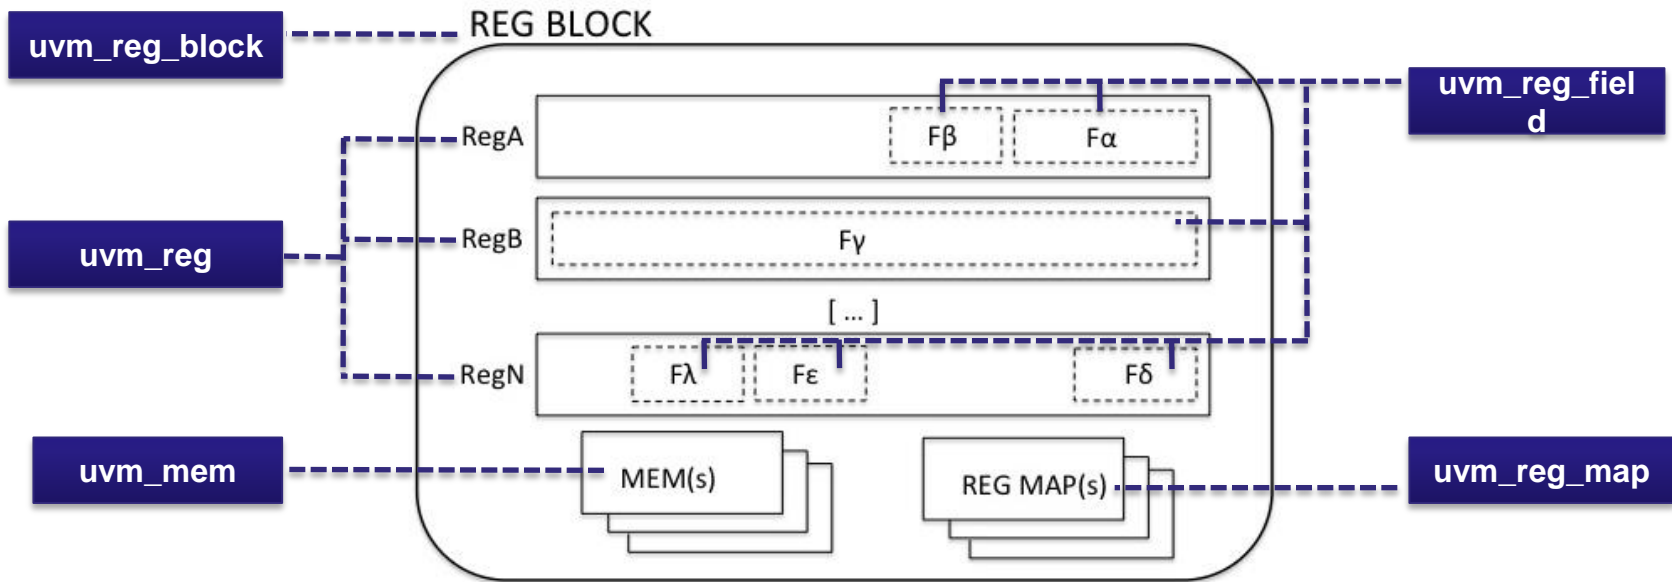 REG BLOCK
uvm_reg_block
uvm_reg_fiel
d
RegA
Fβ
Fα
uvm_reg
RegB
Fγ
[ ... ]
RegN
Fλ
Fε
Fδ
uvm_mem
MEM(s)
REG MAP(s)
uvm_reg_map